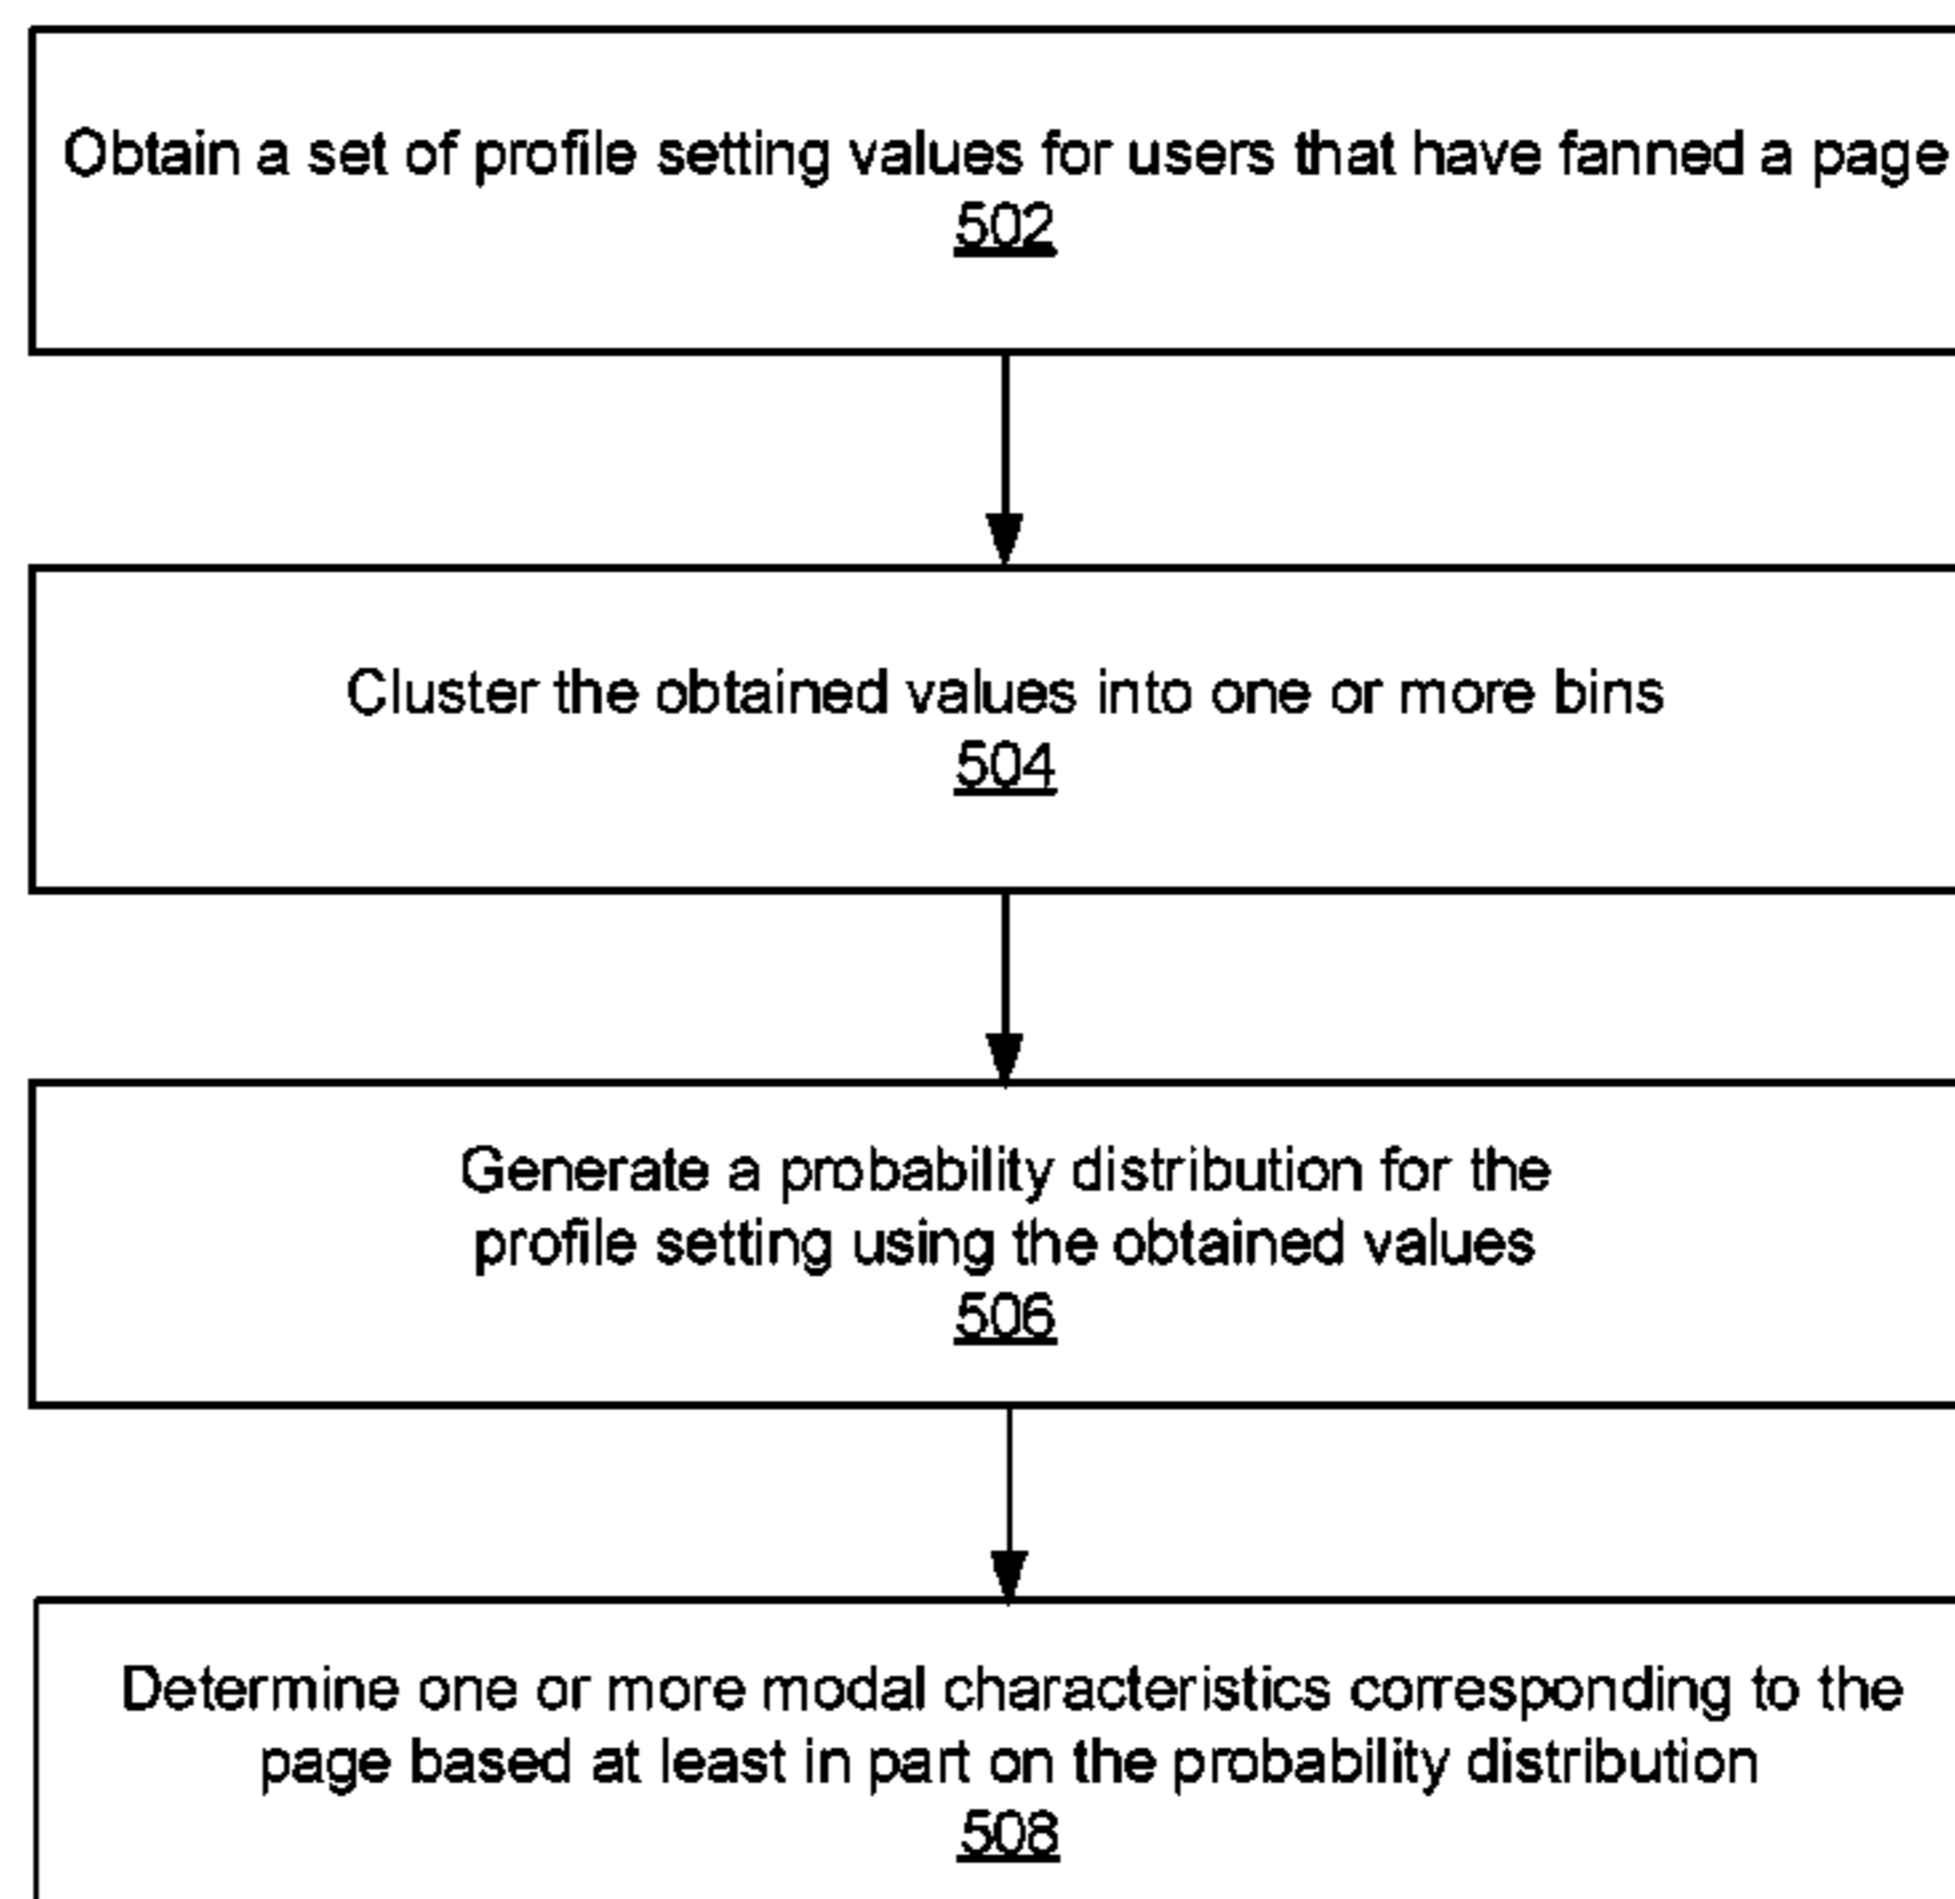 Obtain a set of profile setting values for users that have fanned a page
502
Cluster the obtained values into one or more bins
504
Generate a probability distribution for the
profile setting using the obtained values
506
Determine one or more modal characteristics corresponding to the
page based at least in part on the probability distribution
508